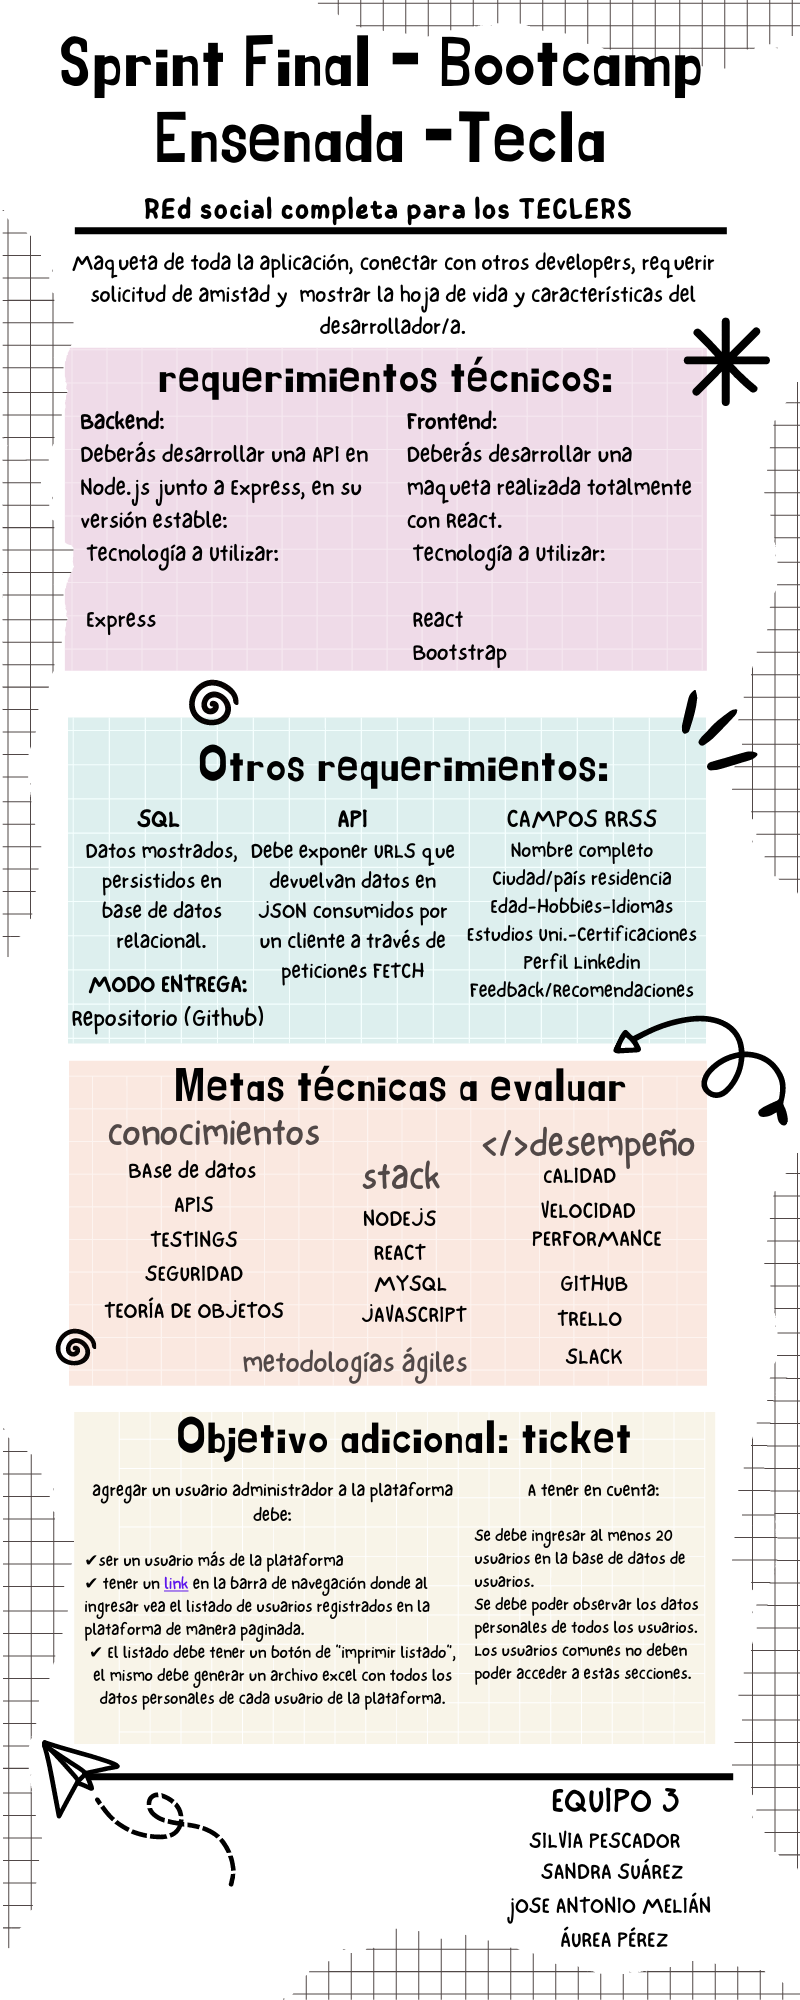 Sprint Final - Bootcamp
Ensenada -Tecla
REd social completa para los TECLERS
Maqueta de toda la aplicación, conectar con otros developers, requerir
solicitud de amistad y mostrar la hoja de vida y características del
desarrollador/a.
requerimientos técnicos:
Backend:
Deberás desarrollar una API en
Node.js junto a Express, en su
versión estable:
Tecnología a Utilizar:
Express
Frontend:
Deberás desarrollar una
maqueta realizada totalmente
con React.
Tecnología a Utilizar:
React
Bootstrap
Otros requerimientos:
SQL
Datos mostrados,
persistidos en
base de datos
relacional.
MODO ENTREGA:
Repositorio (Github)
API
Debe exponer URLS que
devuelvan datos en
JSON consumidos por
un cliente a través de
peticiones FETCH
CAMPOS RRSS
Nombre completo
Ciudad/país residencia
Edad-Hobbies-Idiomas
Estudios Uni.-Certificaciones
Perfil Linkedin
Feedback/Recomendaciones
Metas técnicas a evaluar
conocimientos
BAse de datos
APIS
TESTINGS
SEGURIDAD
TEORÍA DE OBJETOS
stack
NODEJS
REACT
MYSQL
JAVASCRIPT
</>desempeño
CALIDAD
VELOCIDAD
PERFORMANCE
GITHUB
TRELLO
SLACK
metodologías ágiles
Objetivo adicional: ticket
agregar un usuario administrador a la plataforma
debe:
✔ser un usuario más de la plataforma
✔ tener un link en la barra de navegación donde al
ingresar vea el listado de usuarios registrados en la
plataforma de manera paginada.
✔ El listado debe tener un botón de "imprimir listado",
el mismo debe generar un archivo excel con todos los
datos personales de cada usuario de la plataforma.
A tener en cuenta:
Se debe ingresar al menos 20
usuarios en la base de datos de
usuarios.
Se debe poder observar los datos
personales de todos los usuarios.
Los usuarios comunes no deben
poder acceder a estas secciones.
EQUIPO 3
SILVIA PESCADOR
SANDRA SUÁREZ
JOSE ANTONIO MELIÁN
ÁUREA PÉREZ